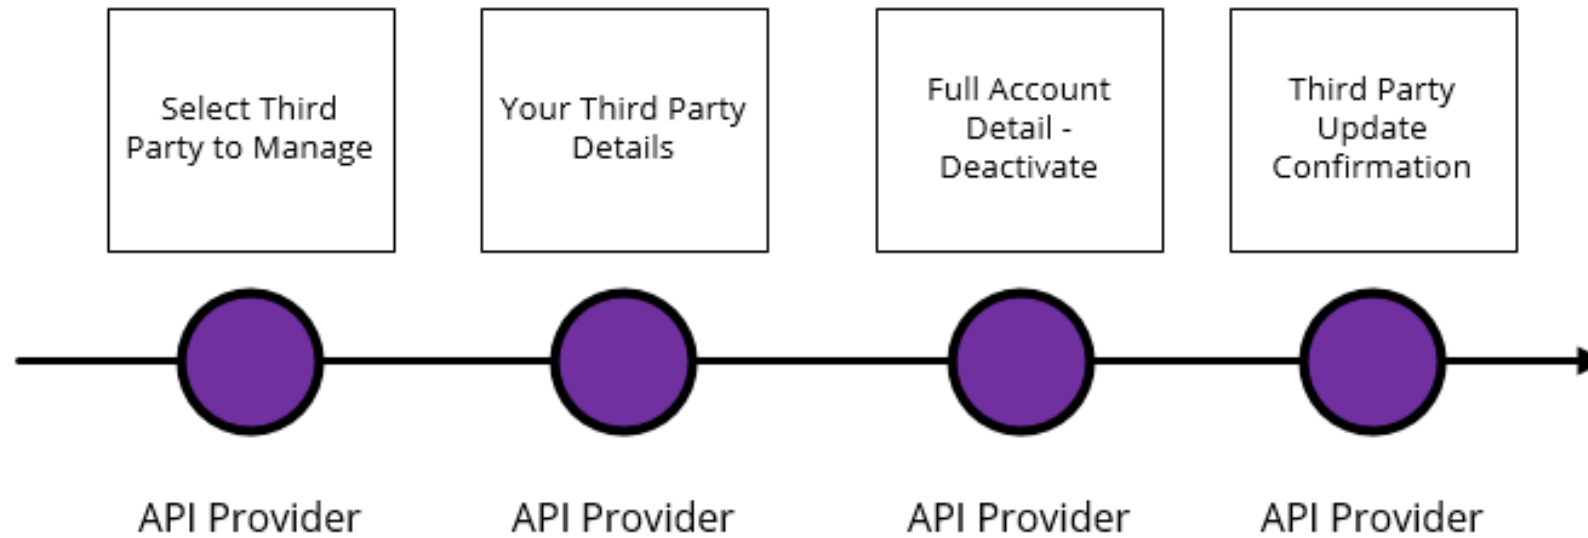 Select Third
Party to Manage
Your Third Party
Details
Full Account
Detail -
Deactivate
Third Party
Update
Confirmation
API Provider
API Provider
API Provider
API Provider